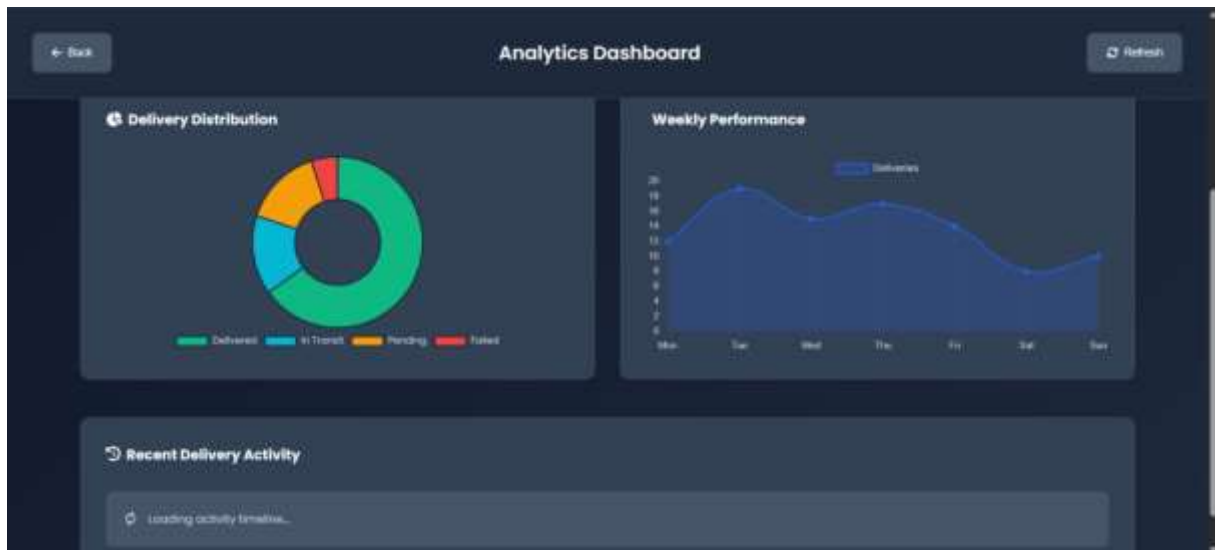 ← Back
Analytics Dashboard
Refresh
Delivery Distribution
Delivered In Transit Pending Failed
Weekly Performance
Deliveries
20
18
16
14
12
10
8
6
4
2
0
Mon Tue Wed Thu Fri Sat Sun
Recent Delivery Activity
Loading activity timeline...